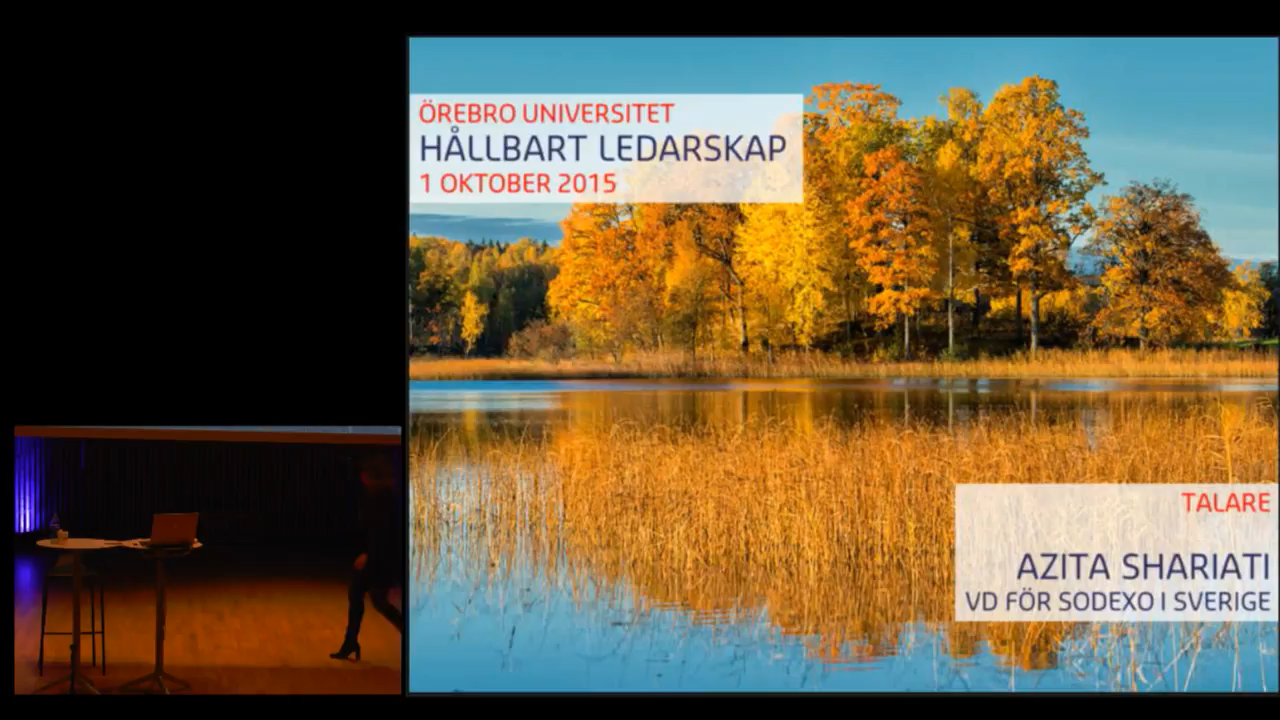 ÖREBRO UNIVERSITET
HÅLLBART LEDARSKAP
1 OKTOBER 2015
TALARE
AZITA SHARIATI
VD FÖR SODEXO I SVERIGE